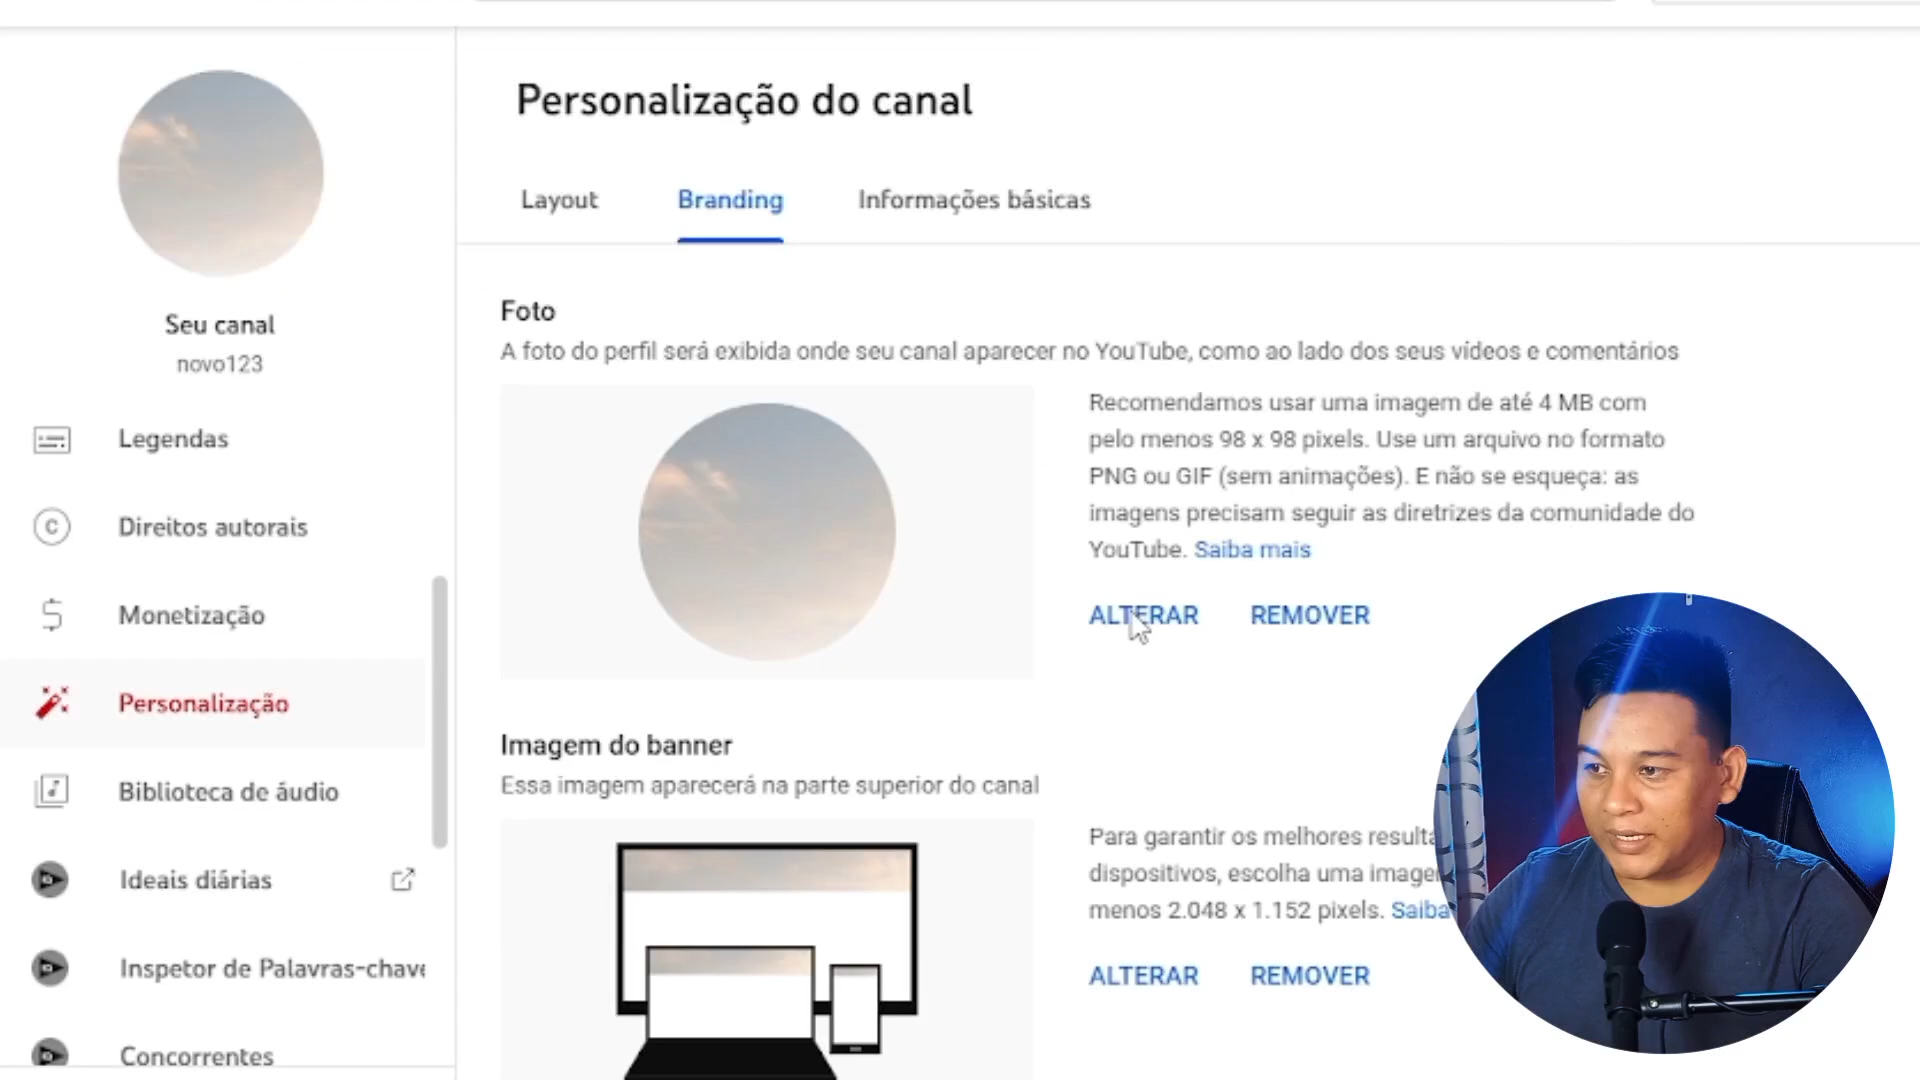 Personalização do canal
Layout
Branding
Informações básicas
Seu canal
novo123
Legendas
Direitos autorais
Monetização
Personalização
Biblioteca de áudio
Ideais diárias
Inspetor de Palavras-chave
Concorrentes
Foto
A foto do perfil será exibida onde seu canal aparecer no YouTube, como ao lado dos seus vídeos e comentários
Recomendamos usar uma imagem de até 4 MB com
pelo menos 98 x 98 pixels. Use um arquivo no formato
PNG ou GIF (sem animações). E não se esqueça: as
imagens precisam seguir as diretrizes da comunidade do
YouTube. Saiba mais
ALTERAR
REMOVER
Imagem do banner
Essa imagem aparecerá na parte superior do canal
Para garantir os melhores
dispositivos, escolha uma
menos 2.048 x 1.152 pixels. Saiba
ALTERAR
REMOVER